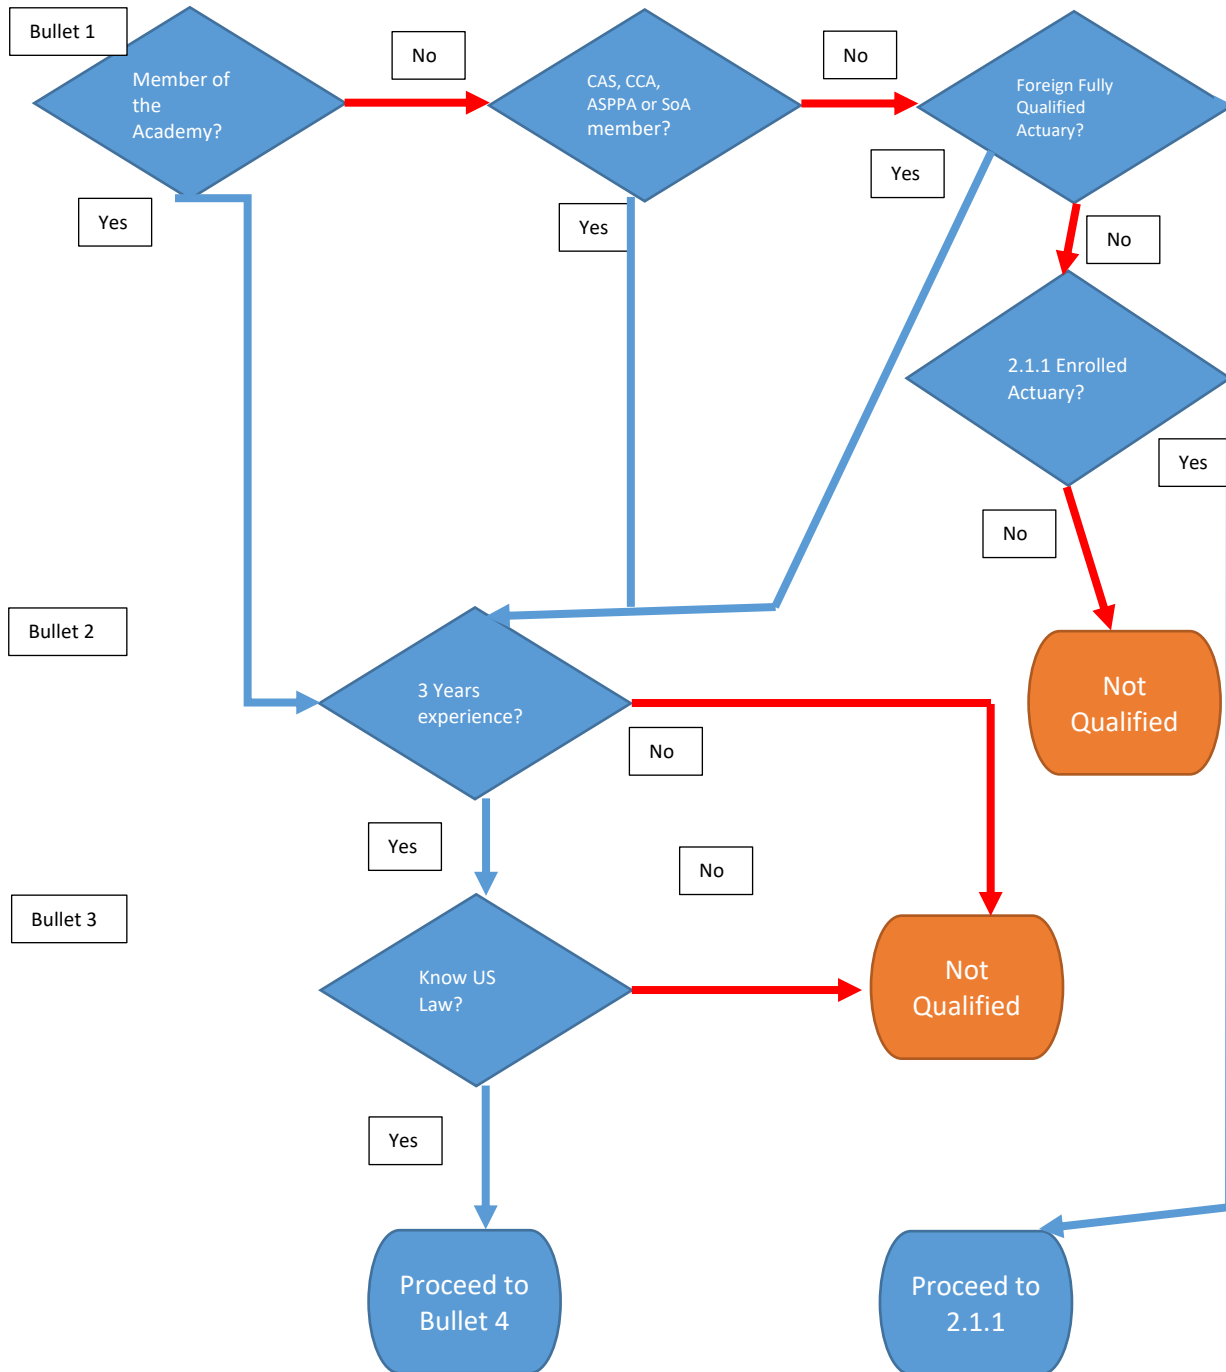 Bullet 1
Member of
the
Academy?
No
CAS, CCA,
ASPPA or SoA
member?
No
Foreign Fully
Qualified
Actuary?
Yes
Yes
Yes
No
2.1.1 Enrolled
Actuary?
Yes
No
Bullet 2
Not
Qualified
3 Years
experience?
No
Yes
No
Bullet 3
Know US
Law?
Not
Qualified
Yes
Proceed to
Bullet 4
Proceed to
2.1.1